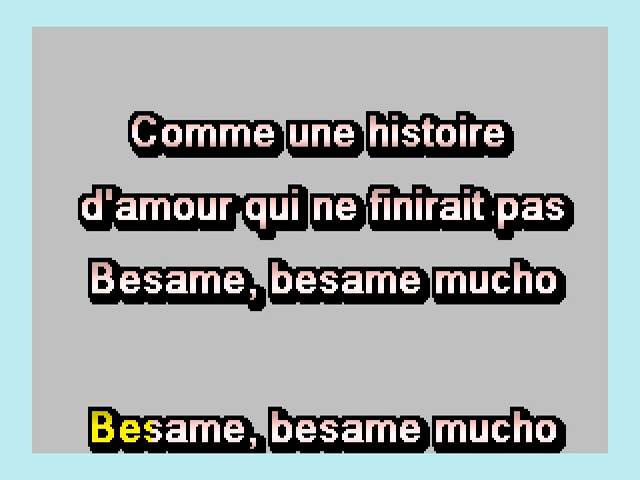 Comme une histoire
d'amour qui ne finirait pas
Besame, besame mucho
Besame, besame mucho